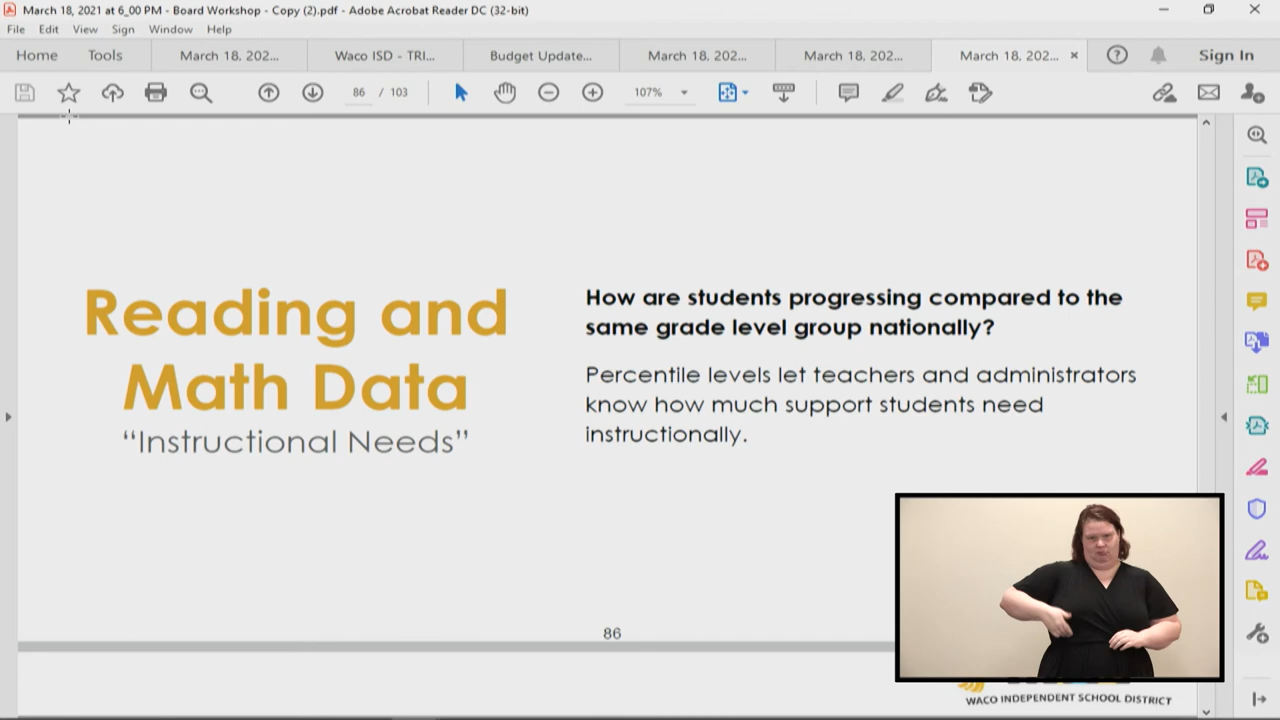 March 18, 2021 at 6_00 PM - Board Workshop - Copy (2).pdf - Adobe Acrobat Reader DC (32-bit)
File Edit View Sign Window Help
Home Tools March 18, 202... Waco ISD - TRI... Budget Update... March 18, 202... March 18, 202... March 18, 202... Sign In
86 / 103 107%
Reading and
Math Data
“Instructional Needs”
How are students progressing compared to the
same grade level group nationally?
Percentile levels let teachers and administrators
know how much support students need
instructionally.
86
WACO INDEPENDENT SCHOOL DISTRICT